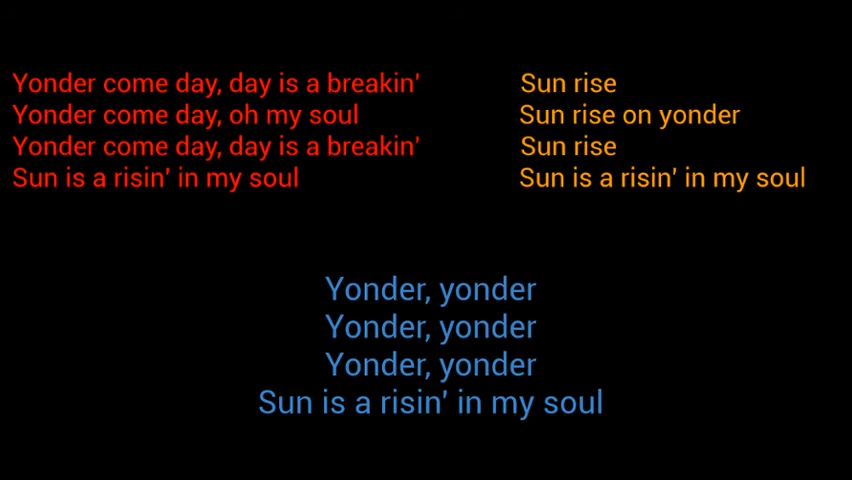 Yonder come day, day is a breakin'
Yonder come day, oh my soul
Yonder come day, day is a breakin'
Sun is a risin' in my soul
Sun rise
Sun rise on yonder
Sun rise
Sun is a risin' in my soul
Yonder, yonder
Yonder, yonder
Yonder, yonder
Sun is a risin' in my soul